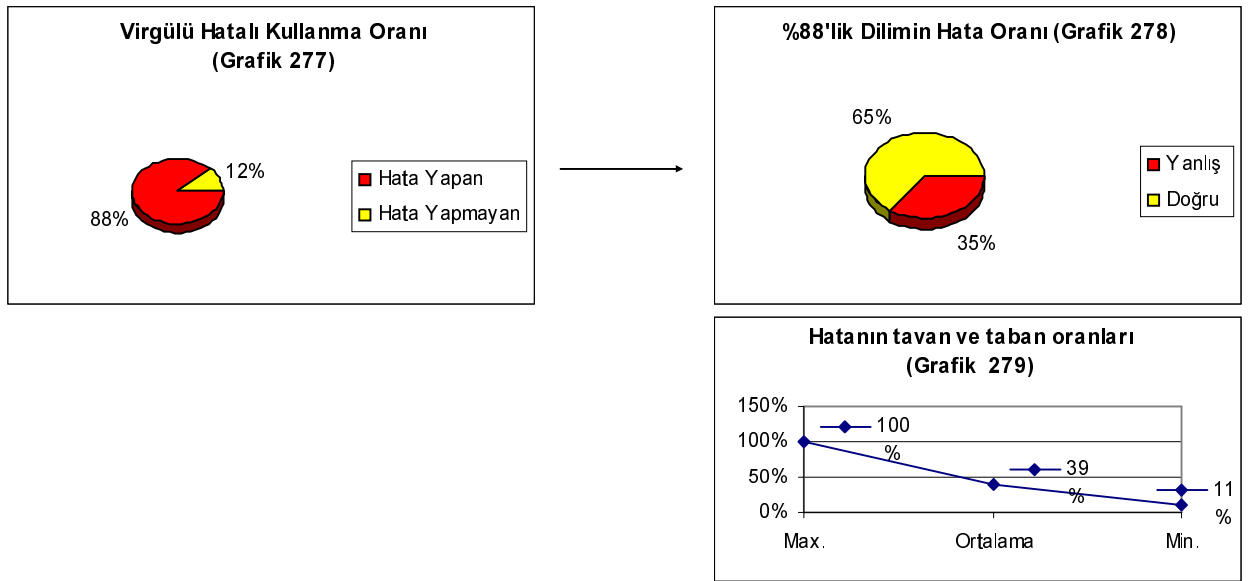 Virgülü Hatalı Kullanma Oranı
(Grafik 277)
12%
88%
Hata Yapan
Hata Yapmayan
%88'lik Dilimin Hata Oranı (Grafik 278)
65%
35%
Yanlış
Doğru
Hatanın tavan ve taban oranları
(Grafik 279)
150%
100%
50%
0%
100
%
39
%
11
%
Max.
Ortalama
Min.